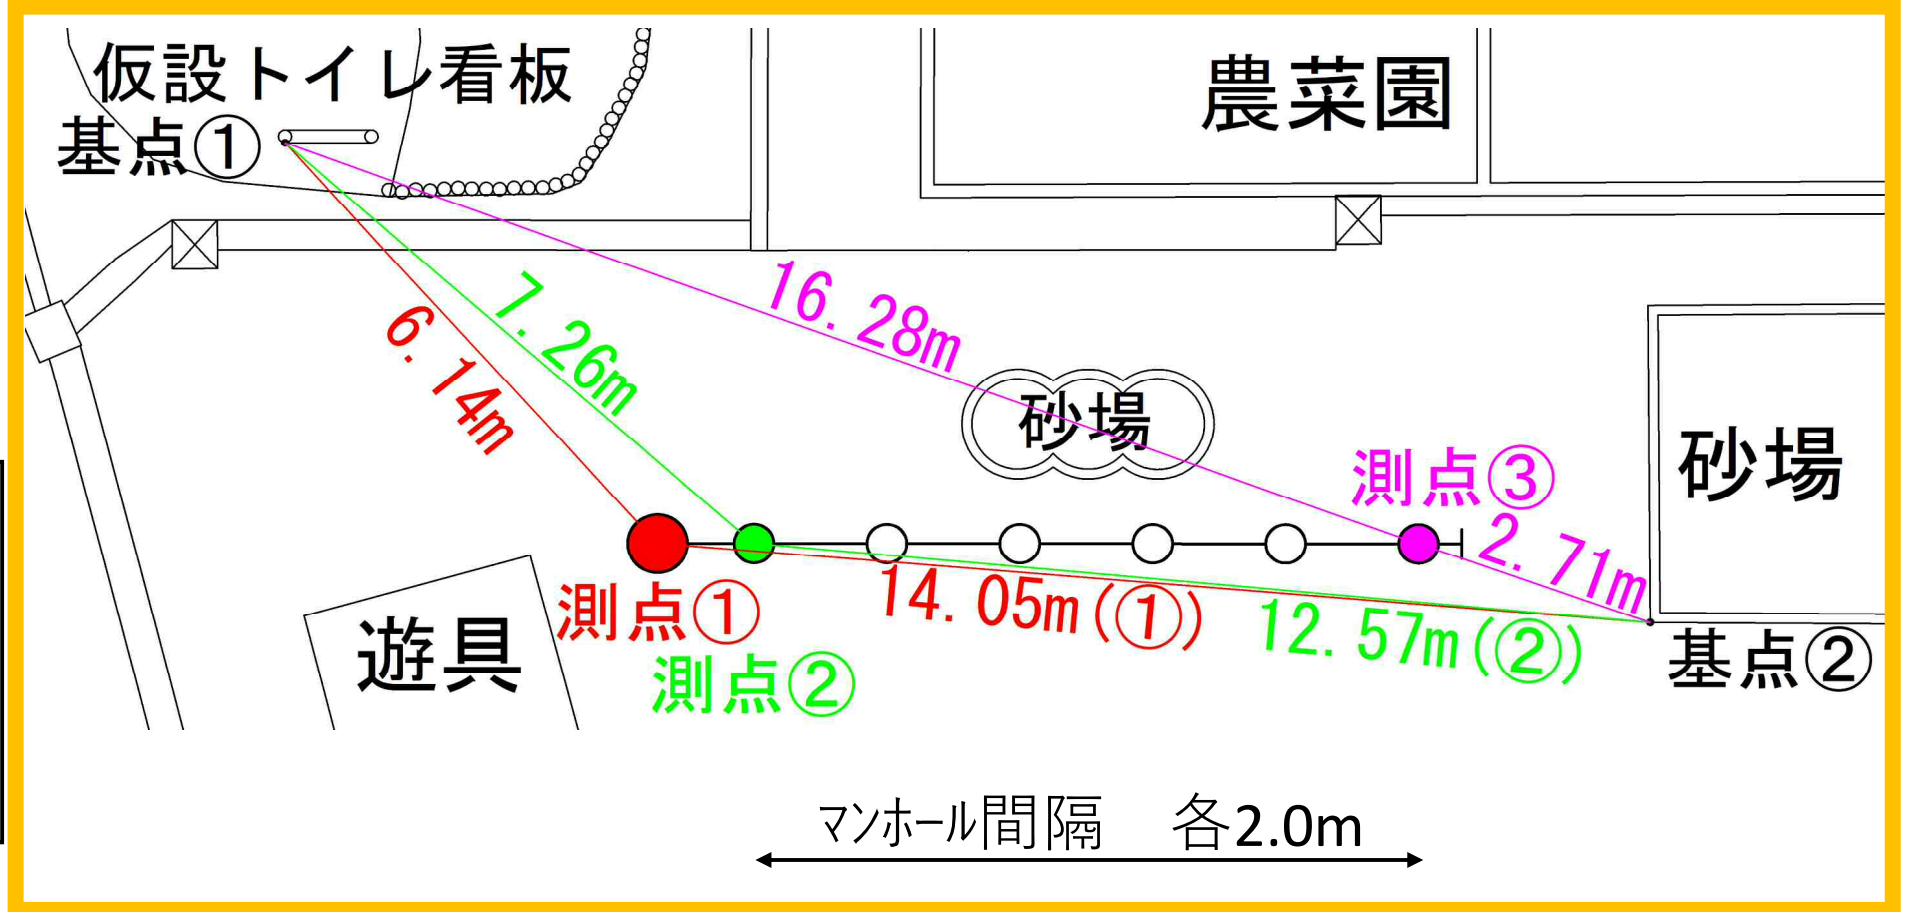 仮設トイレ看板
基点①
農菜園
16.28m
7.26m
6.14m
砂場
測点③
砂場
2.71m
14.05m(①)
測点①
12.57m(②)
遊具
測点②
基点②
マンホール間隔　各2.0m